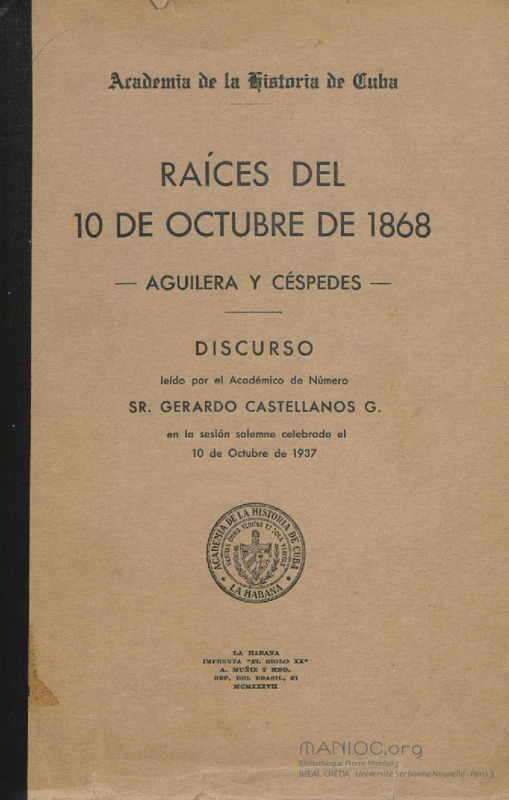 Academia de la Historia de Cuba
RAÍCES DEL
10 DE OCTUBRE DE 1868
— AGUILERA Y CÉSPEDES —
DISCURSO
leído por el Académico de Número
SR. GERARDO CASTELLANOS G.
en la sesión solemne celebrada el
10 de Octubre de 1937
ACADEMIA DE LA HISTORIA DE CUBA
LA HABANA
LA HABANA
IMPRENTA "EL SIGLO XX"
A. MUÑIZ Y HNO.
REP. DEL BRASIL, 21
MCMXXXVII
MANIOC.org
Bibliothèque Pierre Monbeig
IHEAL CREDA - Université Sorbonne Nouvelle - Paris 3